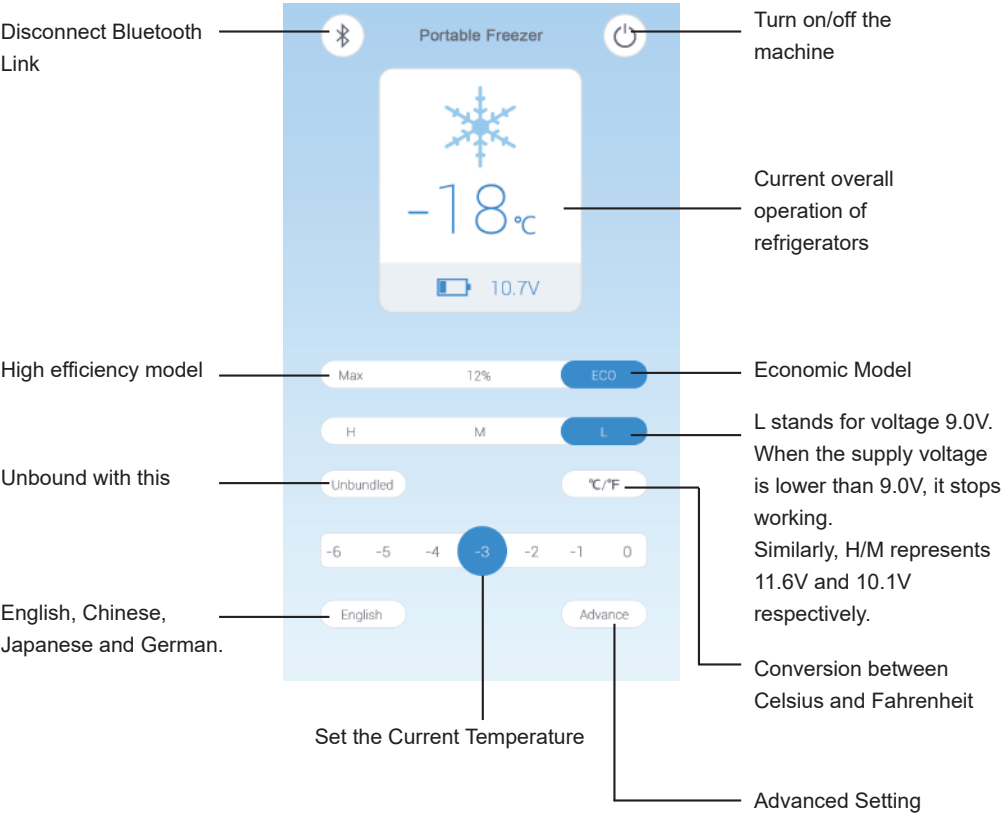 Disconnect Bluetooth
Link
Portable Freezer
Turn on/off the
machine
-18℃
10.7V
Current overall
operation of
refrigerators
High efficiency model
Max 12% ECO
Economic Model
H M L
L stands for voltage 9.0V.
When the supply voltage
is lower than 9.0V, it stops
working.
Similarly, H/M represents
11.6V and 10.1V
respectively.
Unbound with this
Unbundled ℃/℉
-6 -5 -4 -3 -2 -1 0
English, Chinese,
Japanese and German.
English Advance
Conversion between
Celsius and Fahrenheit
Set the Current Temperature
Advanced Setting